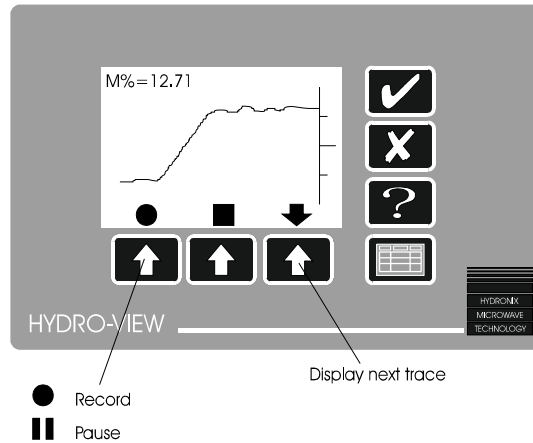 M%=12.71
?
HYDRO-VIEW
HYDRONIX
MICROWAVE
TECHNOLOGY
Display next trace
Record
Pause